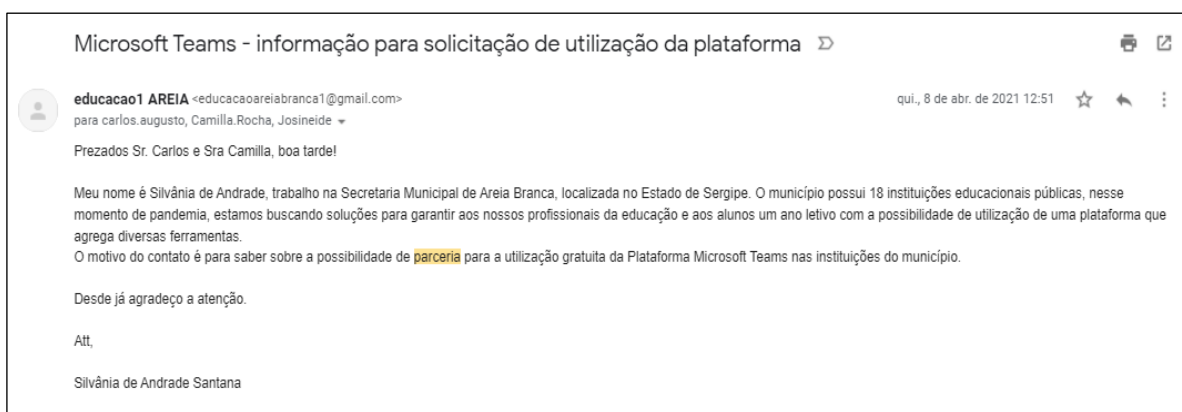 Microsoft Teams - informação para solicitação de utilização da plataforma
educacao1 AREIA <educacaoareiabranca1@gmail.com>
qui., 8 de abr. de 2021 12:51
para carlos.augusto, Camilla.Rocha, Josineide
Prezados Sr. Carlos e Sra Camilla, boa tarde!
Meu nome é Silvânia de Andrade, trabalho na Secretaria Municipal de Areia Branca, localizada no Estado de Sergipe. O município possui 18 instituições educacionais públicas, nesse
momento de pandemia, estamos buscando soluções para garantir aos nossos profissionais da educação e aos alunos um ano letivo com a possibilidade de utilização de uma plataforma que
agrega diversas ferramentas.
O motivo do contato é para saber sobre a possibilidade de parceria para a utilização gratuita da Plataforma Microsoft Teams nas instituições do município.
Desde já agradeço a atenção.
Att,
Silvânia de Andrade Santana